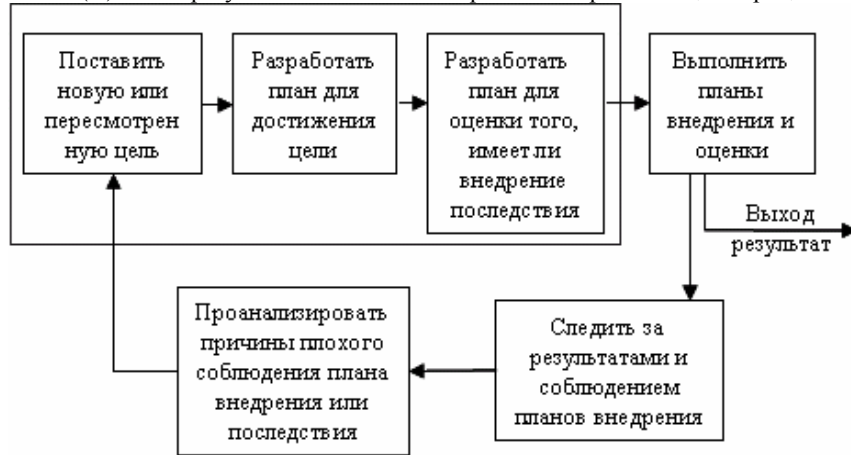 Поставить
новую или
пересмотрен
ную цель
Разработать
план для
достижения
цели
Разработать
план для
оценки того,
имеет ли
внедрение
последствия
Выполнить
планы
внедрения и
оценки
Выход
результат
Проанализировать
причины плохого
соблюдения плана
внедрения или
последствия
Следить за
результатами и
соблюдением
планов внедрения